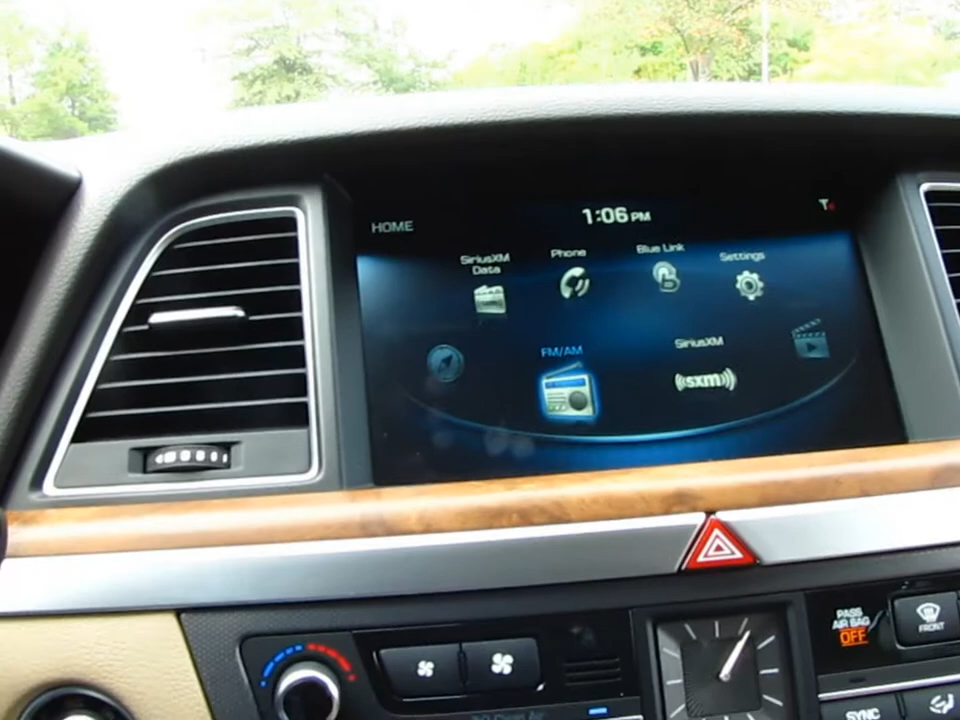 HOME
1:06 PM
SiriusXM
Data
Phone
Blue Link
Settings
FM/AM
SiriusXM
sxm
PASS
AIR BAG
OFF
FRONT
SYNC